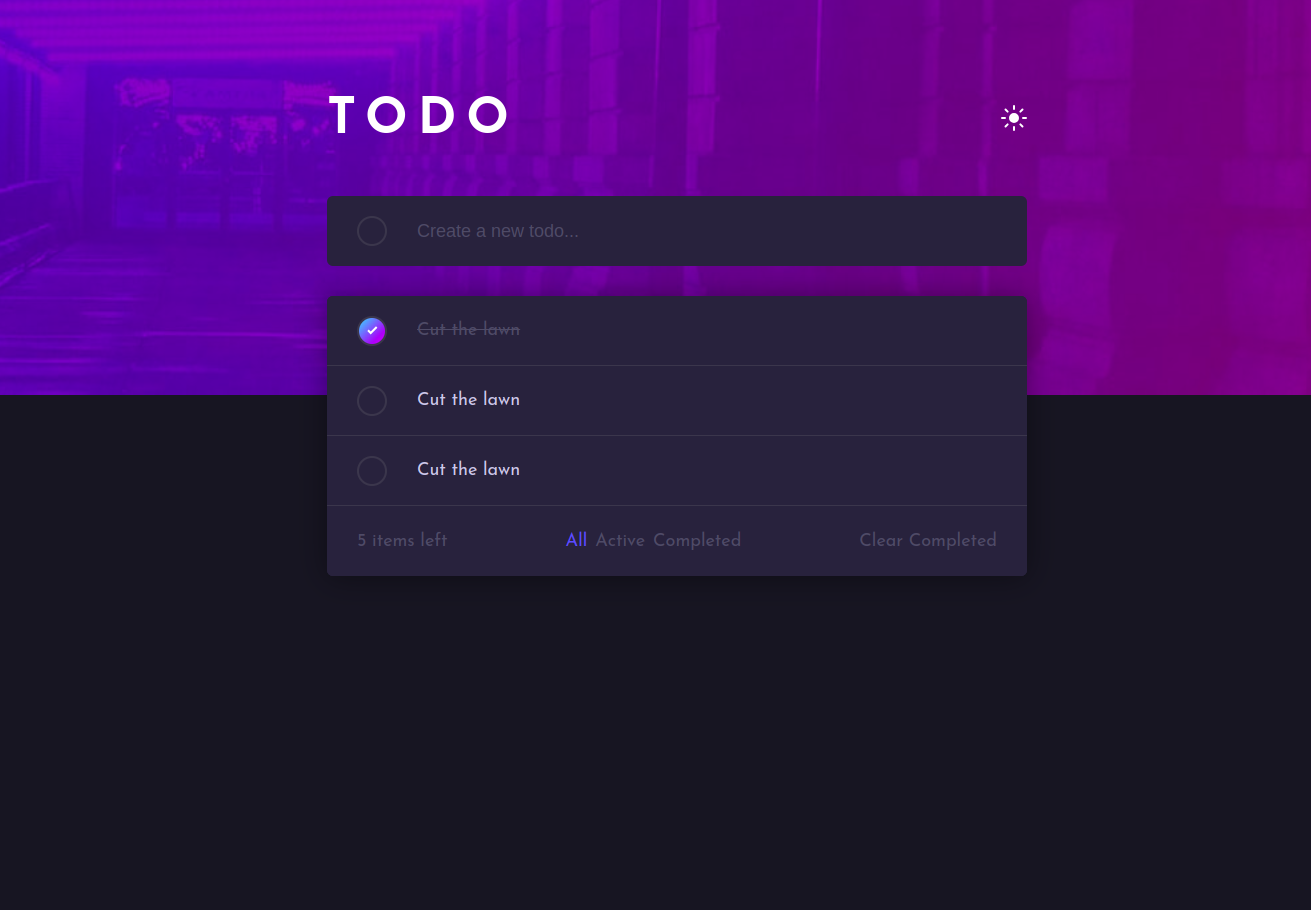 TODO
Create a new todo...
Cut the lawn
Cut the lawn
Cut the lawn
5 items left All Active Completed Clear Completed